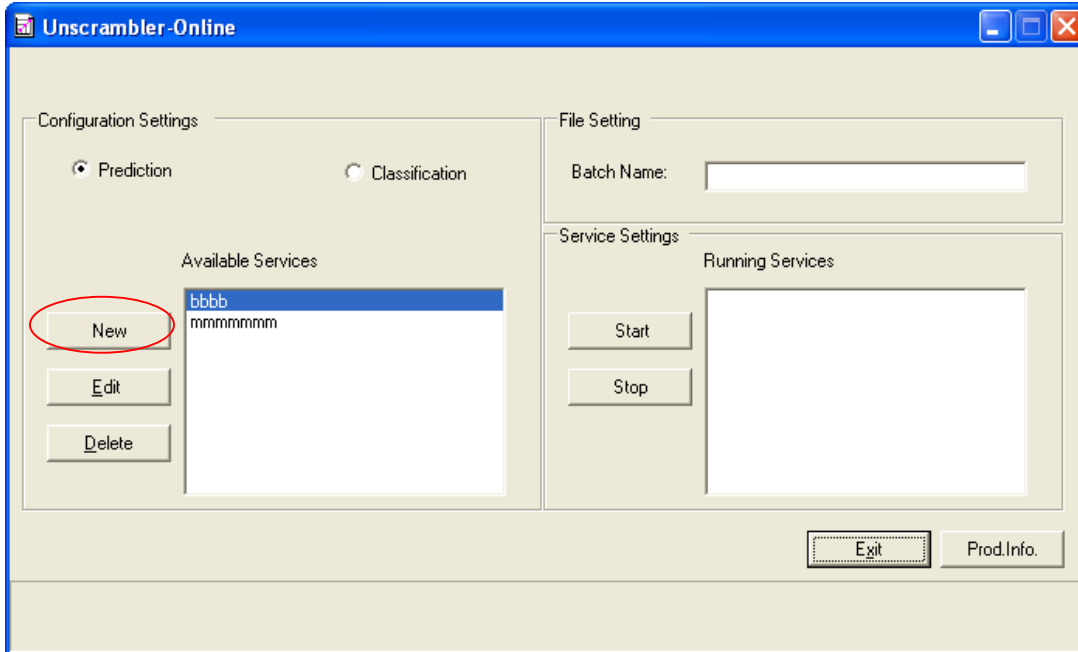 Unscrambler-Online
Configuration Settings
Prediction
Classification
Available Services
bbbb
mmmmmmm
New
Edit
Delete
File Setting
Batch Name:
Service Settings
Running Services
Start
Stop
Exit
Prod.Info.